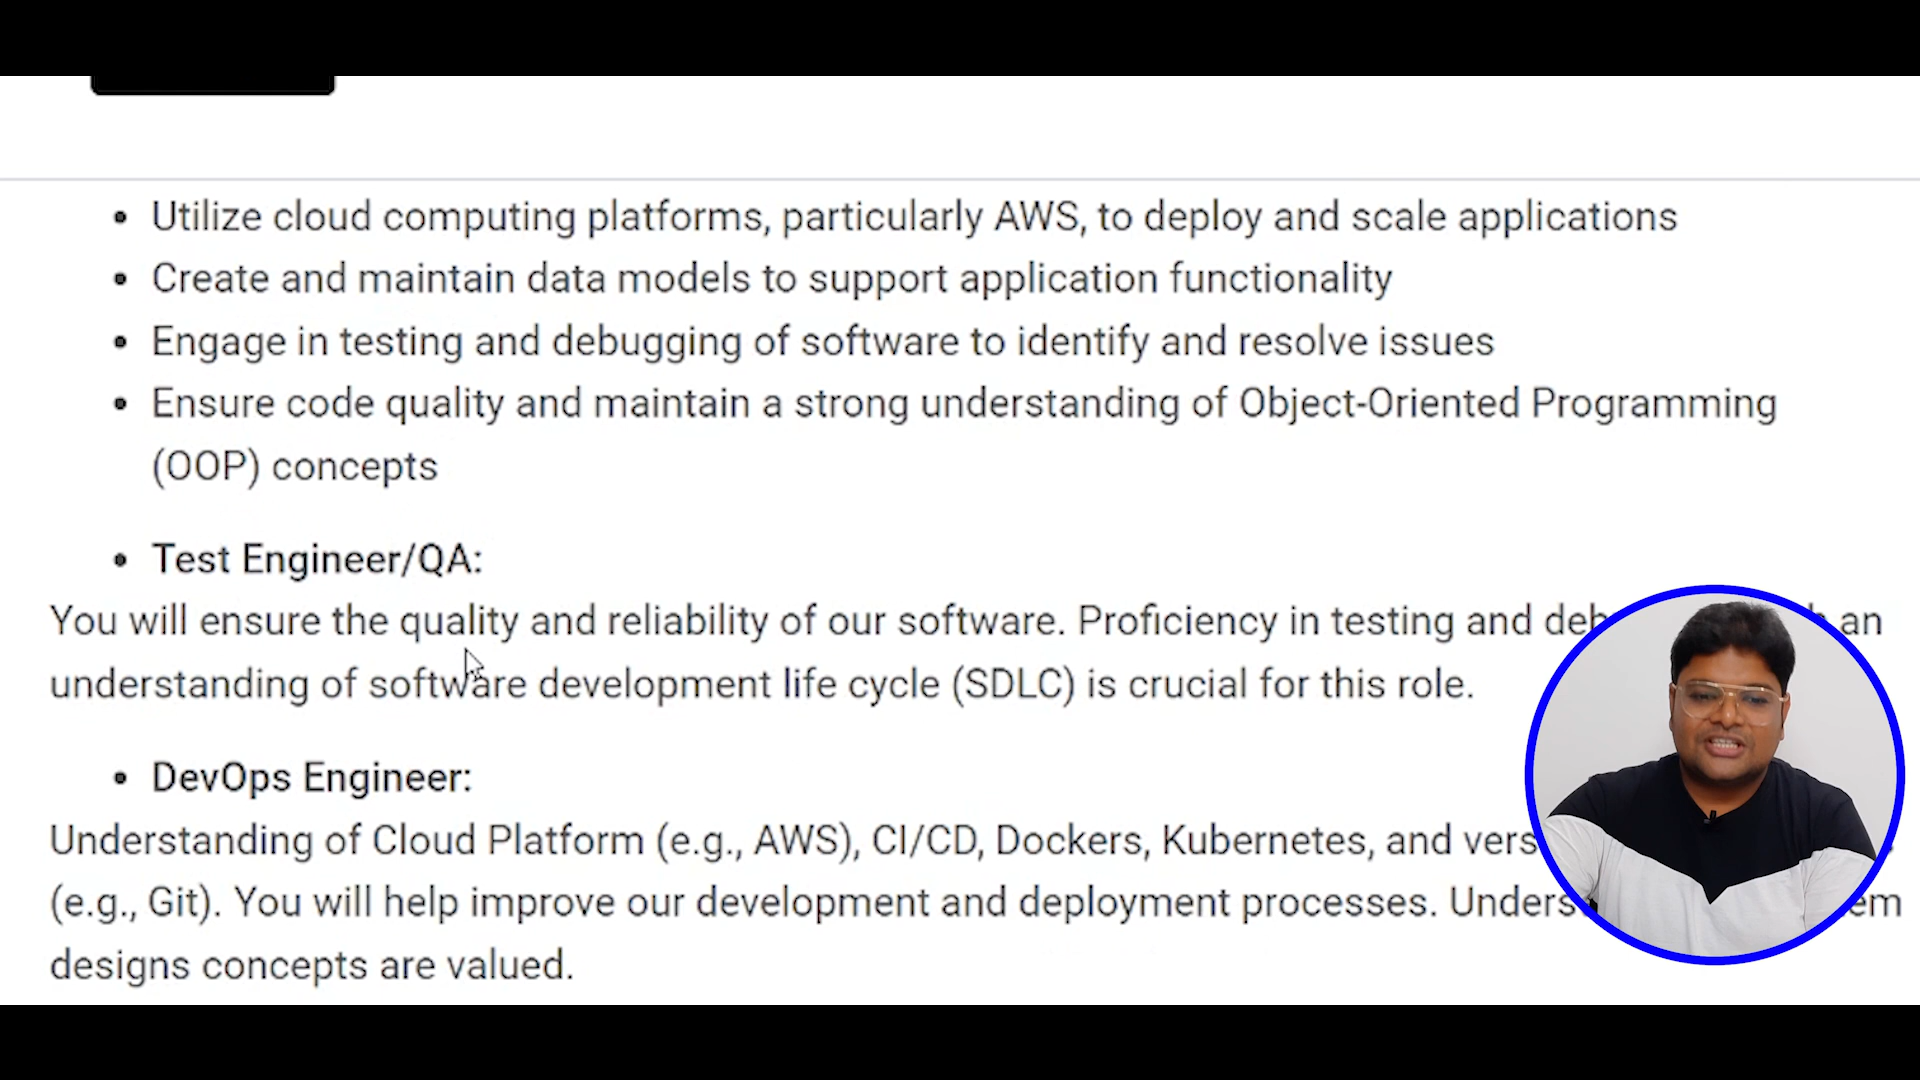 • Utilize cloud computing platforms, particularly AWS, to deploy and scale applications
• Create and maintain data models to support application functionality
• Engage in testing and debugging of software to identify and resolve issues
• Ensure code quality and maintain a strong understanding of Object-Oriented Programming
(OOP) concepts
• Test Engineer/QA:
You will ensure the quality and reliability of our software. Proficiency in testing and an
understanding of software development life cycle (SDLC) is crucial for this role.
• DevOps Engineer:
Understanding of Cloud Platform (e.g., AWS), CI/CD, Dockers, Kubernetes, and
(e.g., Git). You will help improve our development and deployment processes.
designs concepts are valued.